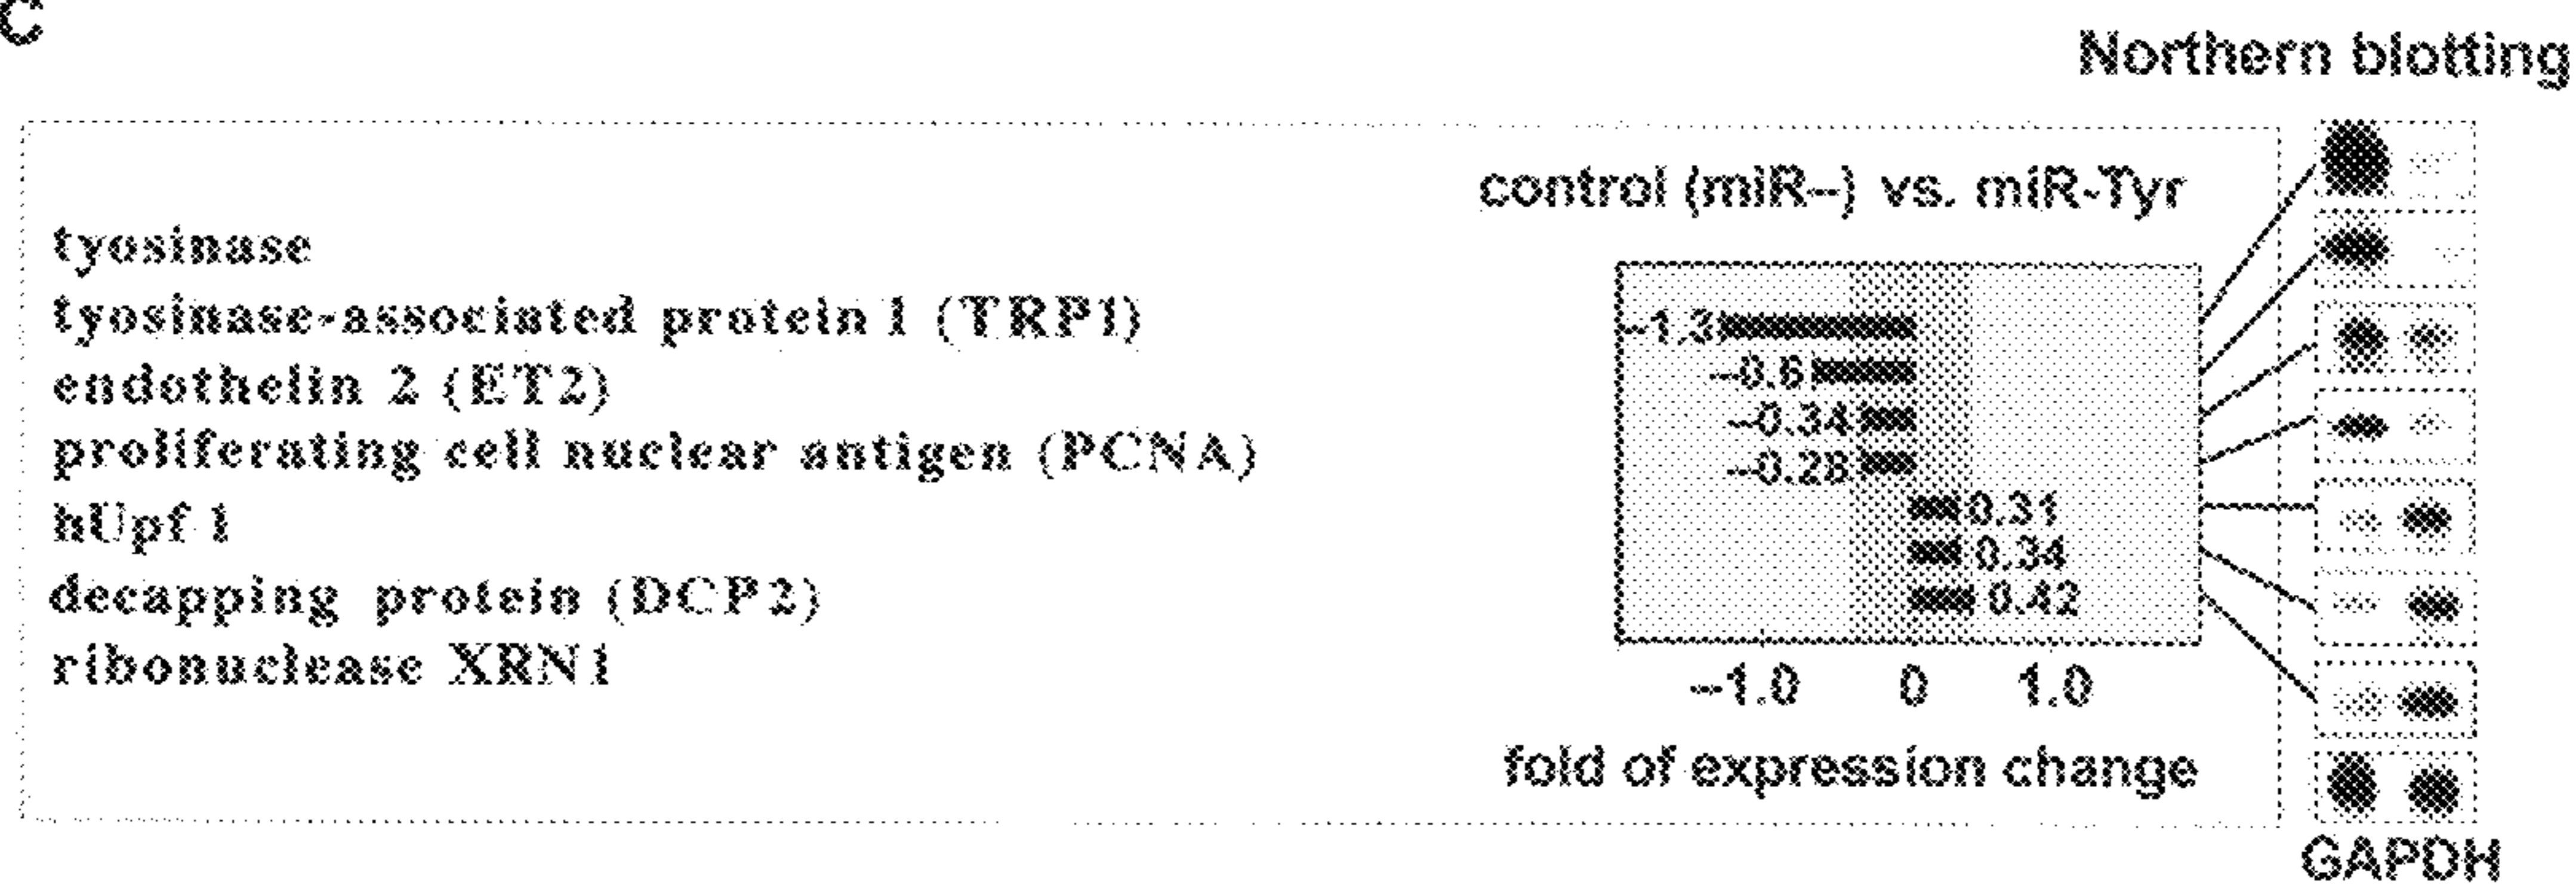 C
Northern blotting
control (miR–) vs. miR-Tyr
tyosinase
tyosinase-associated protein 1 (TRP1)
endothelin 2 (ET2)
proliferating cell nuclear antigen (PCNA)
hUpf 1
decapping protein (DCP2)
ribonuclease XRN1
–1.3
–0.6
–0.34
–0.28
0.31
0.34
0.42
–1.0 0 1.0
fold of expression change
GAPDH